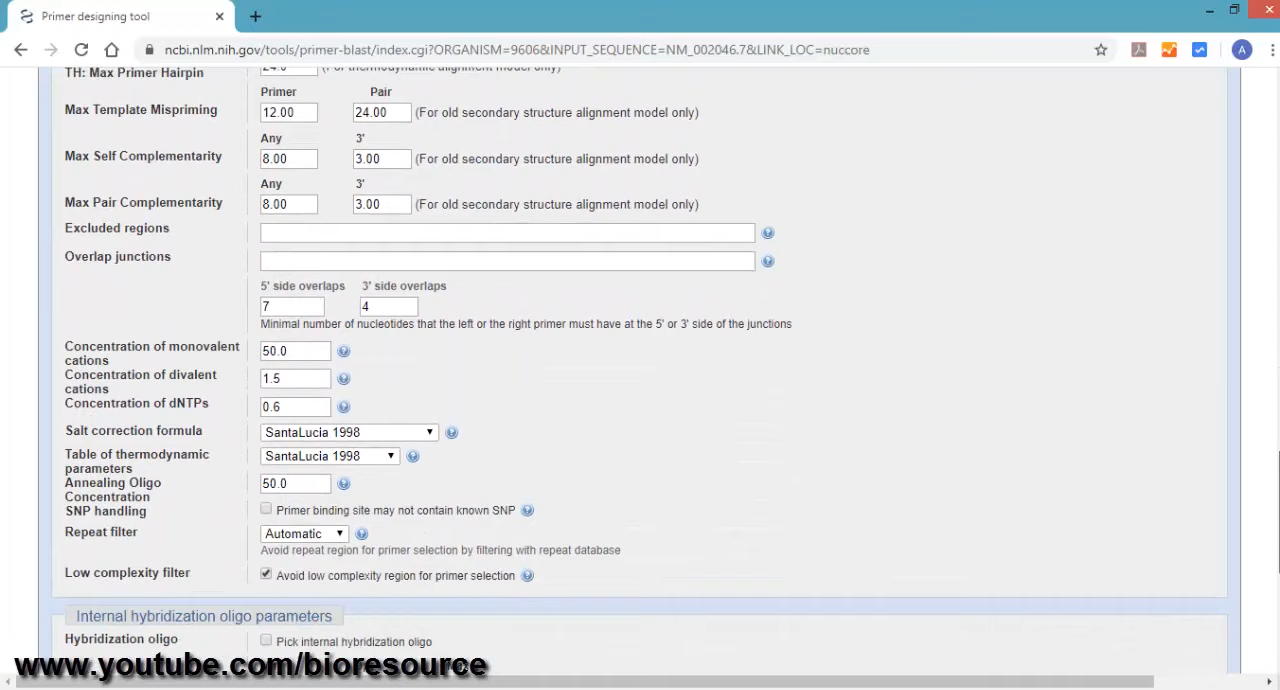 Primer designing tool
ncbi.nlm.nih.gov/tools/primer-blast/index.cgi?ORGANISM=9606&INPUT_SEQUENCE=NM_002046.7&LINK_LOC=nuccore
A
TH: Max Primer Hairpin 24.0 (For thermodynamic alignment model only)
Primer Pair
Max Template Mispriming 12.00 24.00 (For old secondary structure alignment model only)
Any 3'
Max Self Complementarity 8.00 3.00 (For old secondary structure alignment model only)
Any 3'
Max Pair Complementarity 8.00 3.00 (For old secondary structure alignment model only)
Excluded regions
Overlap junctions
5' side overlaps 3' side overlaps
7 4
Minimal number of nucleotides that the left or the right primer must have at the 5' or 3' side of the junctions
Concentration of monovalent
cations 50.0
Concentration of divalent
cations 1.5
Concentration of dNTPs 0.6
Salt correction formula SantaLucia 1998
Table of thermodynamic
parameters SantaLucia 1998
Annealing Oligo
Concentration 50.0
SNP handling Primer binding site may not contain known SNP
Repeat filter Automatic
Avoid repeat region for primer selection by filtering with repeat database
Low complexity filter Avoid low complexity region for primer selection
Internal hybridization oligo parameters
Hybridization oligo Pick internal hybridization oligo
www.youtube.com/bioresource